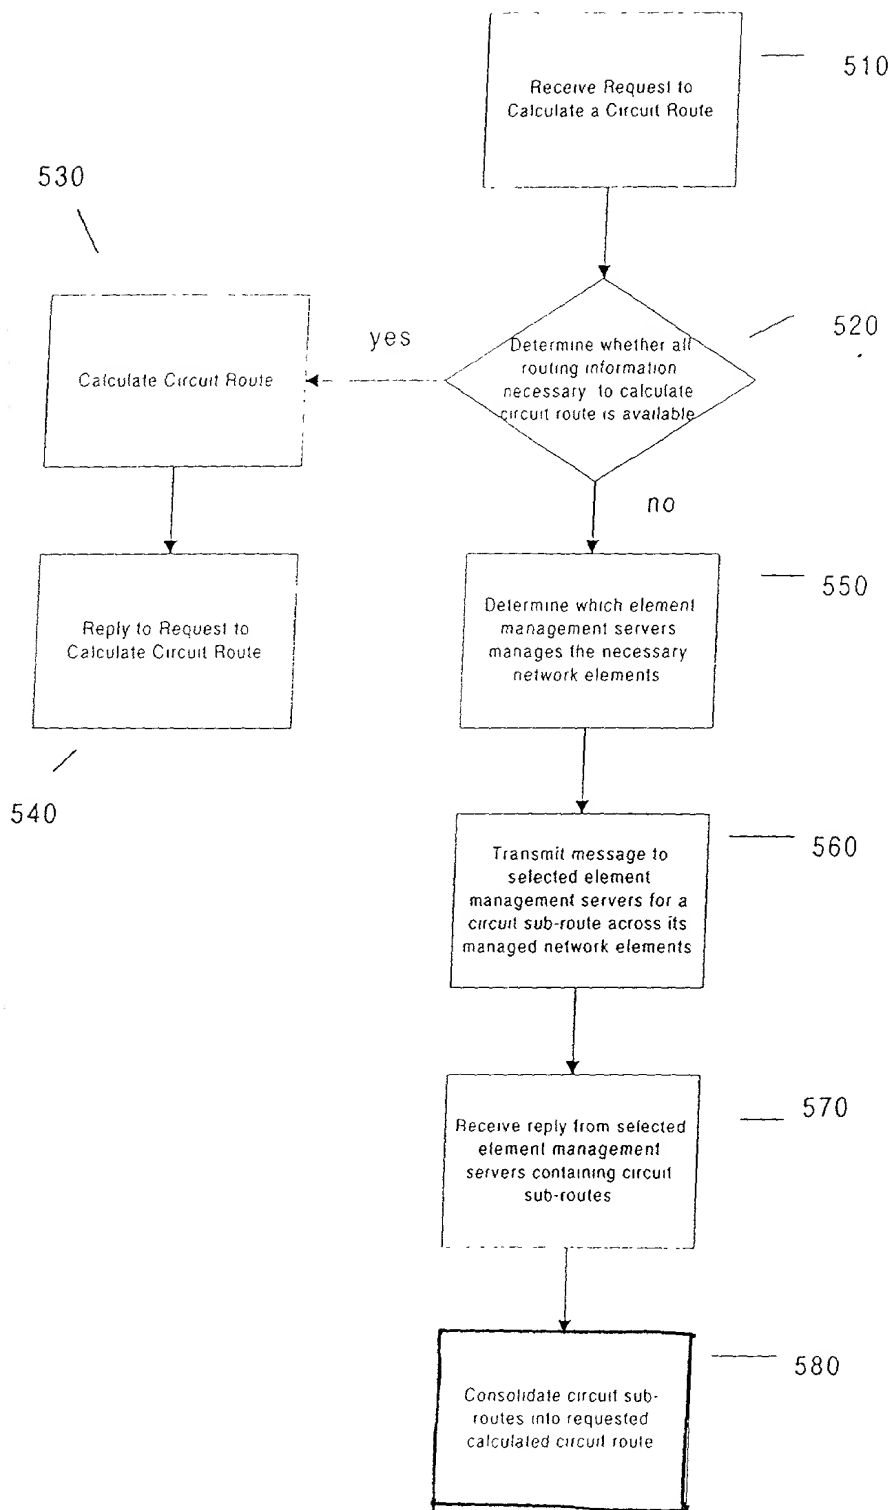 Receive Request to
Calculate a Circuit Route
510
530
Determine whether all
routing information
necessary to calculate
circuit route is available
520
yes
Calculate Circuit Route
no
Reply to Request to
Calculate Circuit Route
540
Determine which element
management servers
manages the necessary
network elements
550
Transmit message to
selected element
management servers for a
circuit sub-route across its
managed network elements
560
Receive reply from selected
element management
servers containing circuit
sub-routes
570
Consolidate circuit sub-
routes into requested
calculated circuit route
580